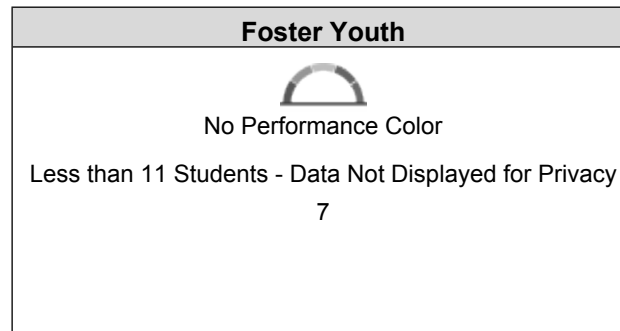 Foster Youth
No Performance Color
Less than 11 Students - Data Not Displayed for Privacy
7